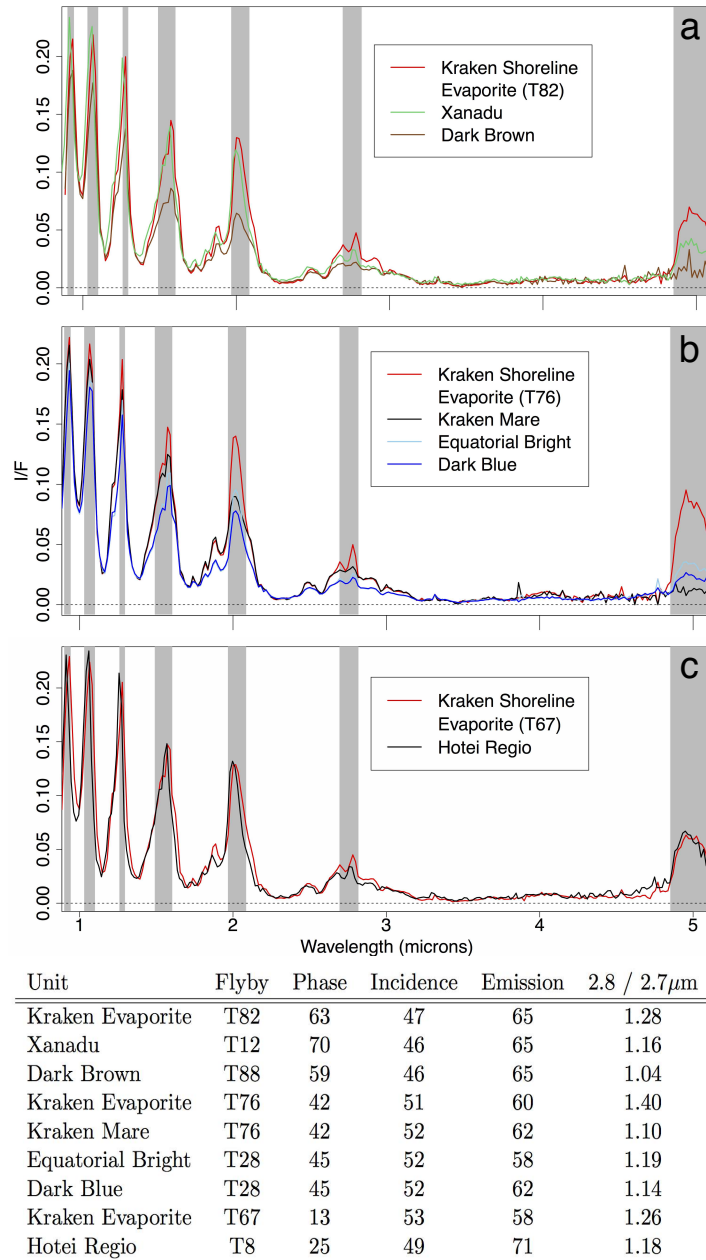 a
0.20
0.15
0.10
0.05
0.00
Kraken Shoreline
Evaporite (T82)
Xanadu
Dark Brown
b
0.20
0.15
0.10
0.05
0.00
I/F
Kraken Shoreline
Evaporite (T76)
Kraken Mare
Equatorial Bright
Dark Blue
c
0.20
0.15
0.10
0.05
0.00
Kraken Shoreline
Evaporite (T67)
Hotei Regio
1 2 3 4 5
Wavelength (microns)
Unit Flyby Phase Incidence Emission 2.8 / 2.7μm
Kraken Evaporite T82 63 47 65 1.28
Xanadu T12 70 46 65 1.16
Dark Brown T88 59 46 65 1.04
Kraken Evaporite T76 42 51 60 1.40
Kraken Mare T76 42 52 62 1.10
Equatorial Bright T28 45 52 58 1.19
Dark Blue T28 45 52 62 1.14
Kraken Evaporite T67 13 53 58 1.26
Hotei Regio T8 25 49 71 1.18